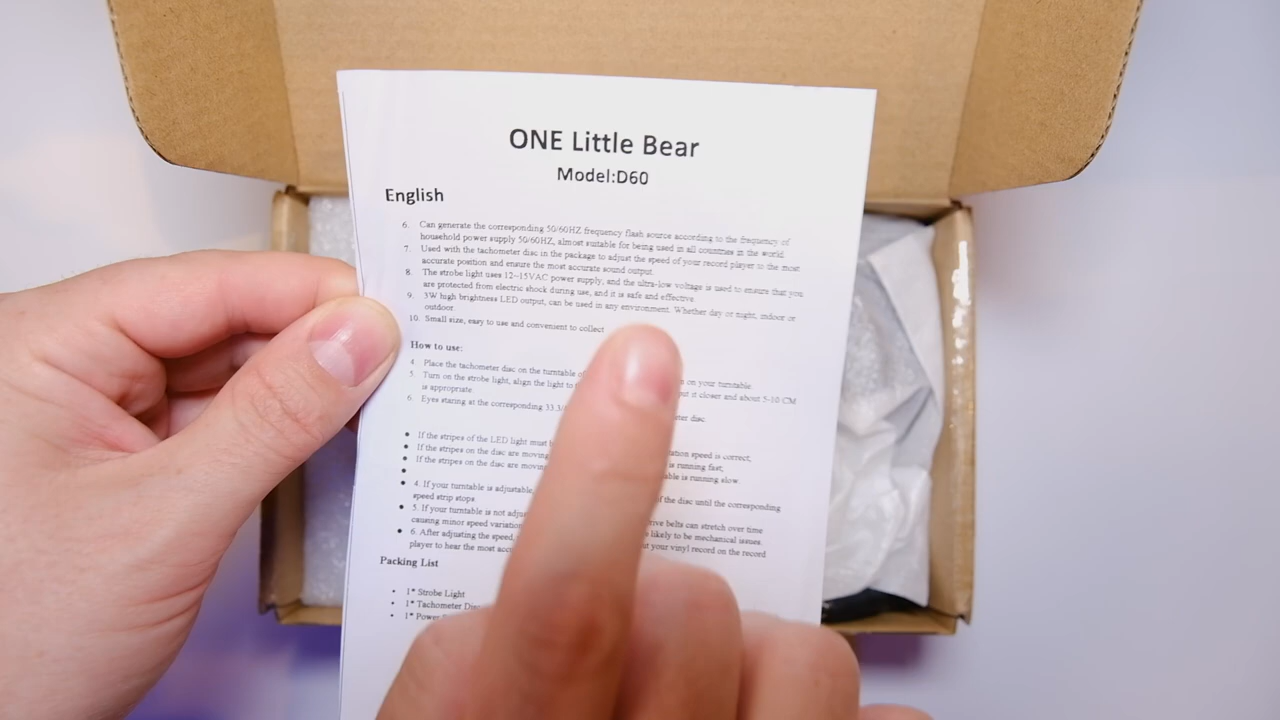 ONE Little Bear
Model:D60
English
6. Can generate the corresponding 50/60HZ frequency flash source according to the frequency of
household power supply 50/60HZ, almost suitable for being used in all countries in the world.
7. Used with the tachometer disc in the package to adjust the speed of your record player to the most
accurate position and ensure the most accurate sound output.
8. The strobe light uses 12~15VAC power supply, and the ultra-low voltage is used to ensure that you
are protected from electric shock during use, and it is safe and effective.
9. 3W high brightness LED output, can be used in any environment. Whether day or night, indoor or
outdoor.
10. Small size, easy to use and convenient to collect
How to use:
4. Place the tachometer disc on the turntable on your turntable
5. Turn on the strobe light, align the light to put it closer and about 5-10 CM
is appropriate.
6. Eyes staring at the corresponding 33.3/ disc
If the stripes of the LED light must speed is correct,
If the stripes on the disc are moving is running fast,
If the stripes on the disc are moving is running slow
4. If your turntable is adjustable, of the disc until the corresponding
speed strip stops
5. If your turntable is not drive belts can stretch over time
causing minor speed likely to be mechanical issues.
6. After adjusting the speed, your vinyl record on the record
player to hear the most
Packing List
1* Strobe Light
1* Tachometer
1* Power